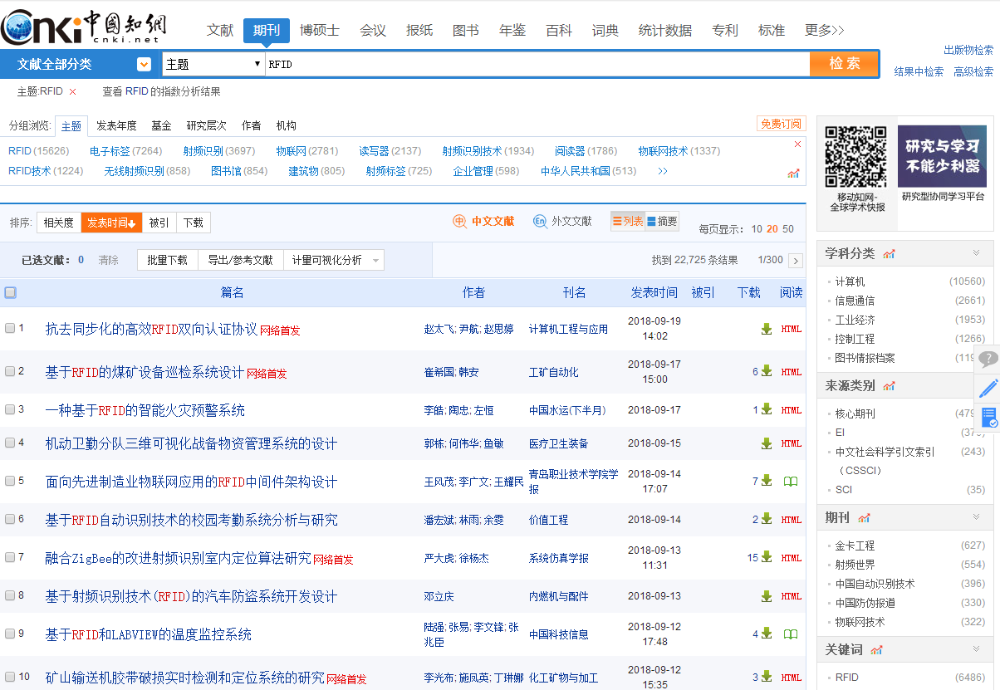 Cnki中國知網
cnki.net
文献 期刊 博硕士 会议 报纸 图书 年鉴 百科 词典 统计数据 专利 标准 更多>>
文献全部分类 主题 RFID 检索
出版物检索
结果中检索 高级检索
主题:RFID × 查看 RFID 的指数分析结果
分组浏览: 主题 发表年度 基金 研究层次 作者 机构 免费订阅
RFID(15626) 电子标签(7264) 射频识别(3697) 物联网(2781) 读写器(2137) 射频识别技术(1934) 阅读器(1786) 物联网技术(1337) ×
RFID技术(1224) 无线射频识别(858) 图书馆(854) 建筑物(805) 射频标签(725) 企业管理(598) 中华人民共和国(513) >>
排序: 相关度 发表时间↓ 被引 下载 中 中文文献 En 外文文献 列表 摘要 每页显示: 10 20 50
已选文献: 0 清除 批量下载 导出/参考文献 计量可视化分析 找到 22,725 条结果 1/300 >
篇名 作者 刊名 发表时间 被引 下载 阅读
1 抗去同步化的高效RFID双向认证协议 网络首发 赵太飞; 尹航; 赵思婷 计算机工程与应用 2018-09-19
14:02 HTML
2 基于RFID的煤矿设备巡检系统设计 网络首发 崔希国; 韩安 工矿自动化 2018-09-17
15:00 6 HTML
3 一种基于RFID的智能火灾预警系统 李皓; 陶忠; 左恒 中国水运(下半月) 2018-09-17 1 HTML
4 机动卫勤分队三维可视化战备物资管理系统的设计 郭栋; 何伟华; 鱼敏 医疗卫生装备 2018-09-15 HTML
5 面向先进制造业物联网应用的RFID中间件架构设计 王风茂; 李广文; 王耀民 青岛职业技术学院学
报 2018-09-14
17:07 7
6 基于RFID自动识别技术的校园考勤系统分析与研究 潘宏斌; 林雨; 余雯 价值工程 2018-09-14 2 HTML
7 融合ZigBee的改进射频识别室内定位算法研究 网络首发 严大虎; 徐杨杰 系统仿真学报 2018-09-13
11:31 15 HTML
8 基于射频识别技术(RFID)的汽车防盗系统开发设计 邓立庆 内燃机与配件 2018-09-13 HTML
9 基于RFID和LABVIEW的温度监控系统 陆强; 张易; 李文锋; 张
兆臣 中国科技信息 2018-09-12
17:48 4
10 矿山输送机胶带破损实时检测和定位系统的研究 网络首发 李光布; 施凤英; 丁琳娜 化工矿物与加工 2018-09-12
15:35 3 HTML
移动知网-
全球学术快报
研究与学习
不能少利器
研究型协同学习平台
学科分类
计算机 (10560)
信息通信 (2661)
工业经济 (1953)
控制工程 (1266)
图书情报档案 (119
来源类别
核心期刊 (479
EI
中文社会科学引文索引 (243)
（CSSCI）
SCI (35)
期刊
金卡工程 (627)
射频世界 (554)
中国自动识别技术 (396)
中国防伪报道 (330)
物联网技术 (322)
关键词
RFID (6486)